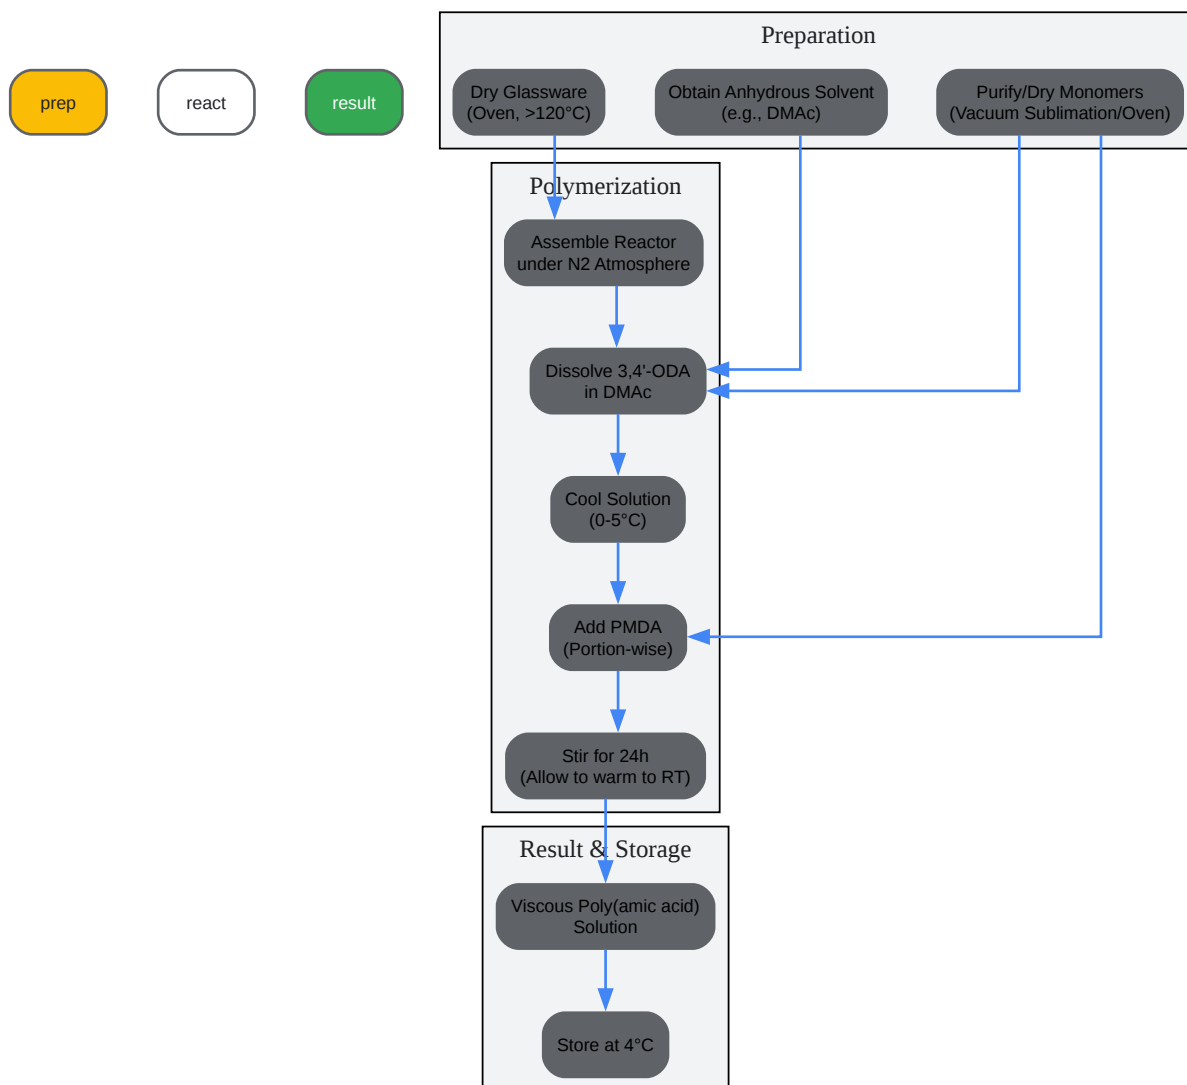 Preparation
prep
react
result
Dry Glassware
(Oven, >120°C)
Obtain Anhydrous Solvent
(e.g., DMAc)
Purify/Dry Monomers
(Vacuum Sublimation/Oven)
Polymerization
Assemble Reactor
under N2 Atmosphere
Dissolve 3,4'-ODA
in DMAc
Cool Solution
(0-5°C)
Add PMDA
(Portion-wise)
Stir for 24h
(Allow to warm to RT)
Result & Storage
Viscous Poly(amic acid)
Solution
Store at 4°C